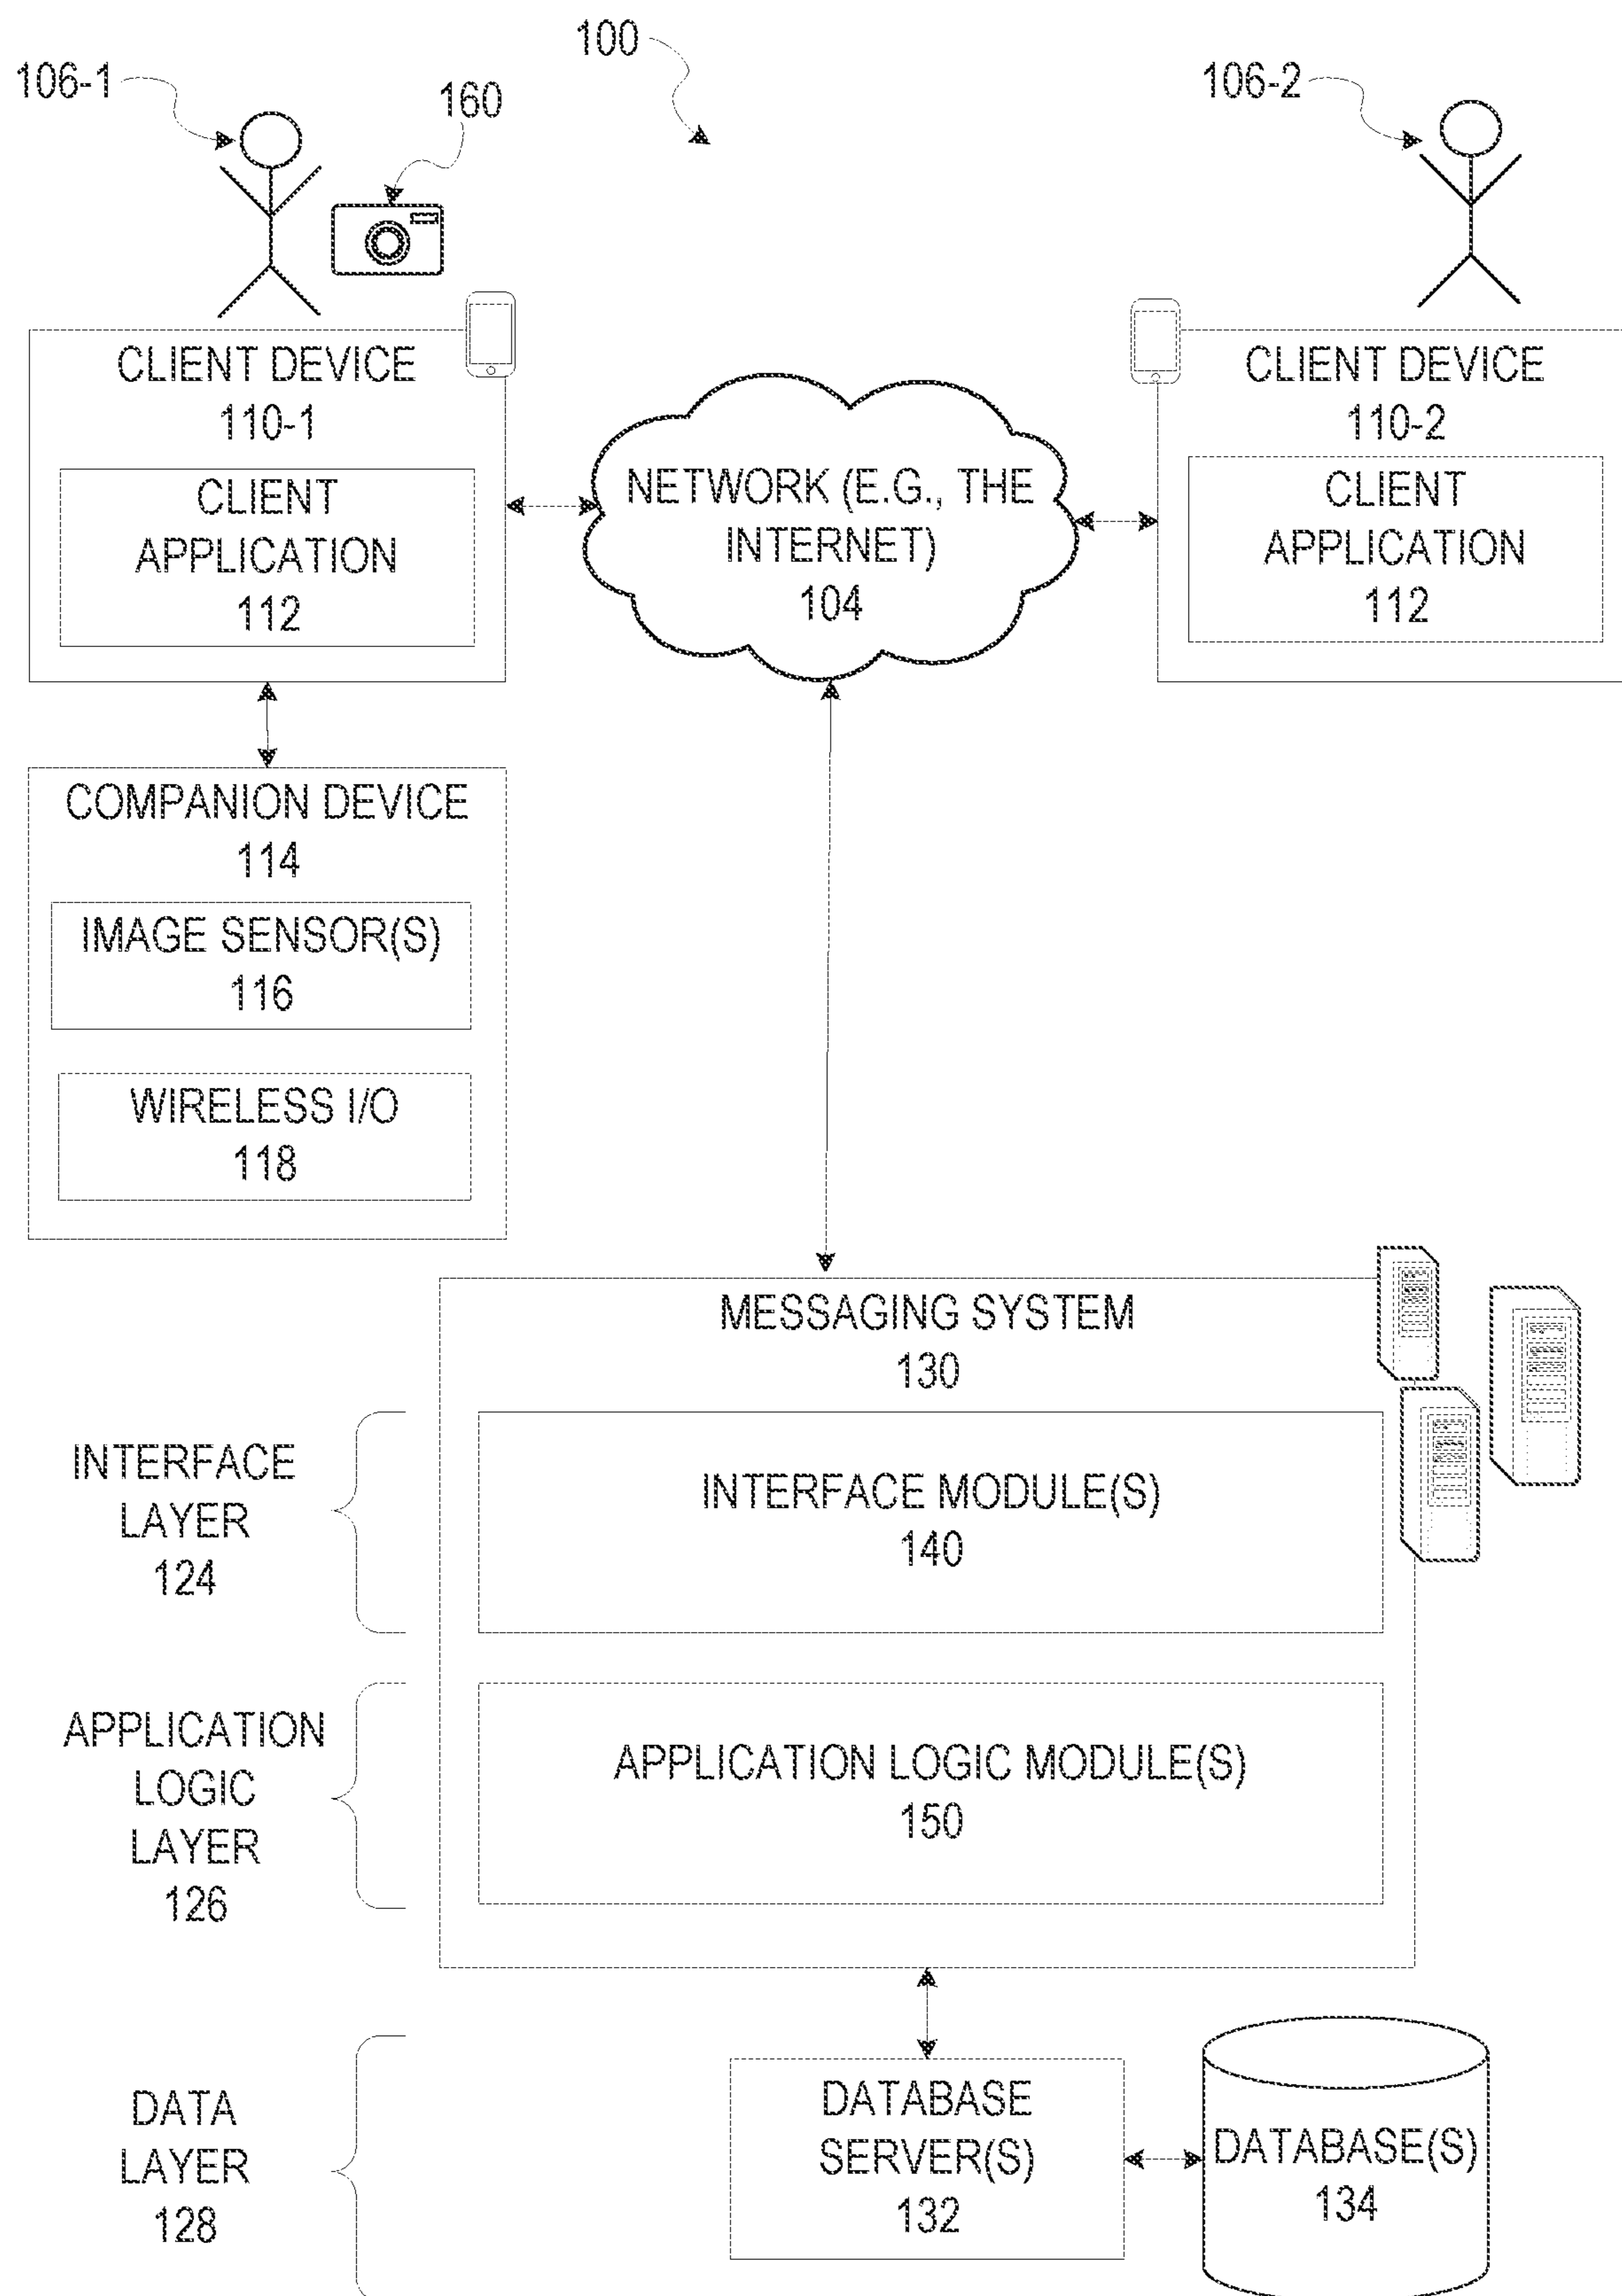 100
106-1
160
106-2
CLIENT DEVICE
110-1
CLIENT
APPLICATION
112
NETWORK (E.G., THE
INTERNET)
104
CLIENT DEVICE
110-2
CLIENT
APPLICATION
112
COMPANION DEVICE
114
IMAGE SENSOR(S)
116
WIRELESS I/O
118
MESSAGING SYSTEM
130
INTERFACE
LAYER
124
INTERFACE MODULE(S)
140
APPLICATION
LOGIC
LAYER
126
APPLICATION LOGIC MODULE(S)
150
DATA
LAYER
128
DATABASE
SERVER(S)
132
DATABASE(S)
134